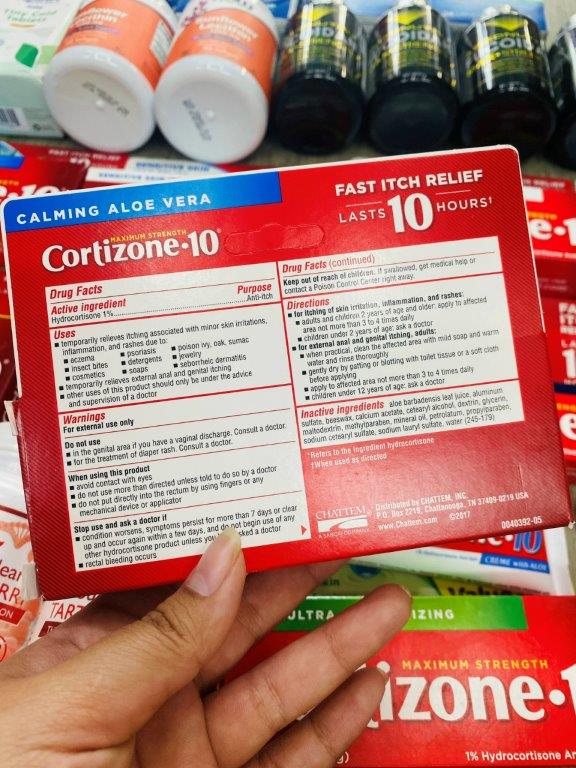 Tiny Cold
Tablets
Sunflower
Lecithin
CALMING ALOE VERA
FAST ITCH RELIEF
LASTS 10 HOURS†
MAXIMUM STRENGTH
Cortizone•10®
Drug Facts
Active ingredient Purpose
Hydrocortisone 1%..........Anti-itch
Uses
■ temporarily relieves itching associated with minor skin irritations,
inflammation, and rashes due to:
■ eczema ■ psoriasis ■ poison ivy, oak, sumac
■ insect bites ■ detergents ■ jewelry
■ cosmetics ■ soaps ■ seborrheic dermatitis
■ temporarily relieves external anal and genital itching
■ other uses of this product should only be under the advice
and supervision of a doctor
Warnings
For external use only
Do not use
■ in the genital area if you have a vaginal discharge. Consult a doctor.
■ for the treatment of diaper rash. Consult a doctor.
When using this product
■ avoid contact with eyes
■ do not use more than directed unless told to do so by a doctor
■ do not put directly into the rectum by using fingers or any
mechanical device or applicator
Stop use and ask a doctor if
■ condition worsens, symptoms persist for more than 7 days or clear
up and occur again within a few days, and do not begin use of any
other hydrocortisone product unless you asked a doctor
■ rectal bleeding occurs
Drug Facts (continued)
Keep out of reach of children. If swallowed, get medical help or
contact a Poison Control Center right away.
Directions
■ for itching of skin irritation, inflammation, and rashes:
■ adults and children 2 years of age and older: apply to affected
area not more than 3 to 4 times daily
■ children under 2 years of age: ask a doctor
■ for external anal and genital itching, adults:
■ when practical, clean the affected area with mild soap and warm
water and rinse thoroughly
■ gently dry by patting or blotting with toilet tissue or a soft cloth
before applying
■ apply to affected area not more than 3 to 4 times daily
■ children under 12 years of age: ask a doctor
Inactive ingredients aloe barbadensis leaf juice, aluminum
sulfate, beeswax, calcium acetate, cetearyl alcohol, dextrin, glycerin,
maltodextrin, methylparaben, mineral oil, petrolatum, propylparaben,
sodium cetearyl sulfate, sodium lauryl sulfate, water (245-179)
*Refers to the ingredient hydrocortisone
†When used as directed
CHATTEM
A SANOFI COMPANY
Distributed by CHATTEM, INC.
P.O. Box 2219, Chattanooga, TN 37409-0219 USA
www.Chattem.com ©2017 0040392-05
CREME with ALOE
Value
ULTRA IZING
MAXIMUM STRENGTH
izone•1
1% Hydrocortisone An